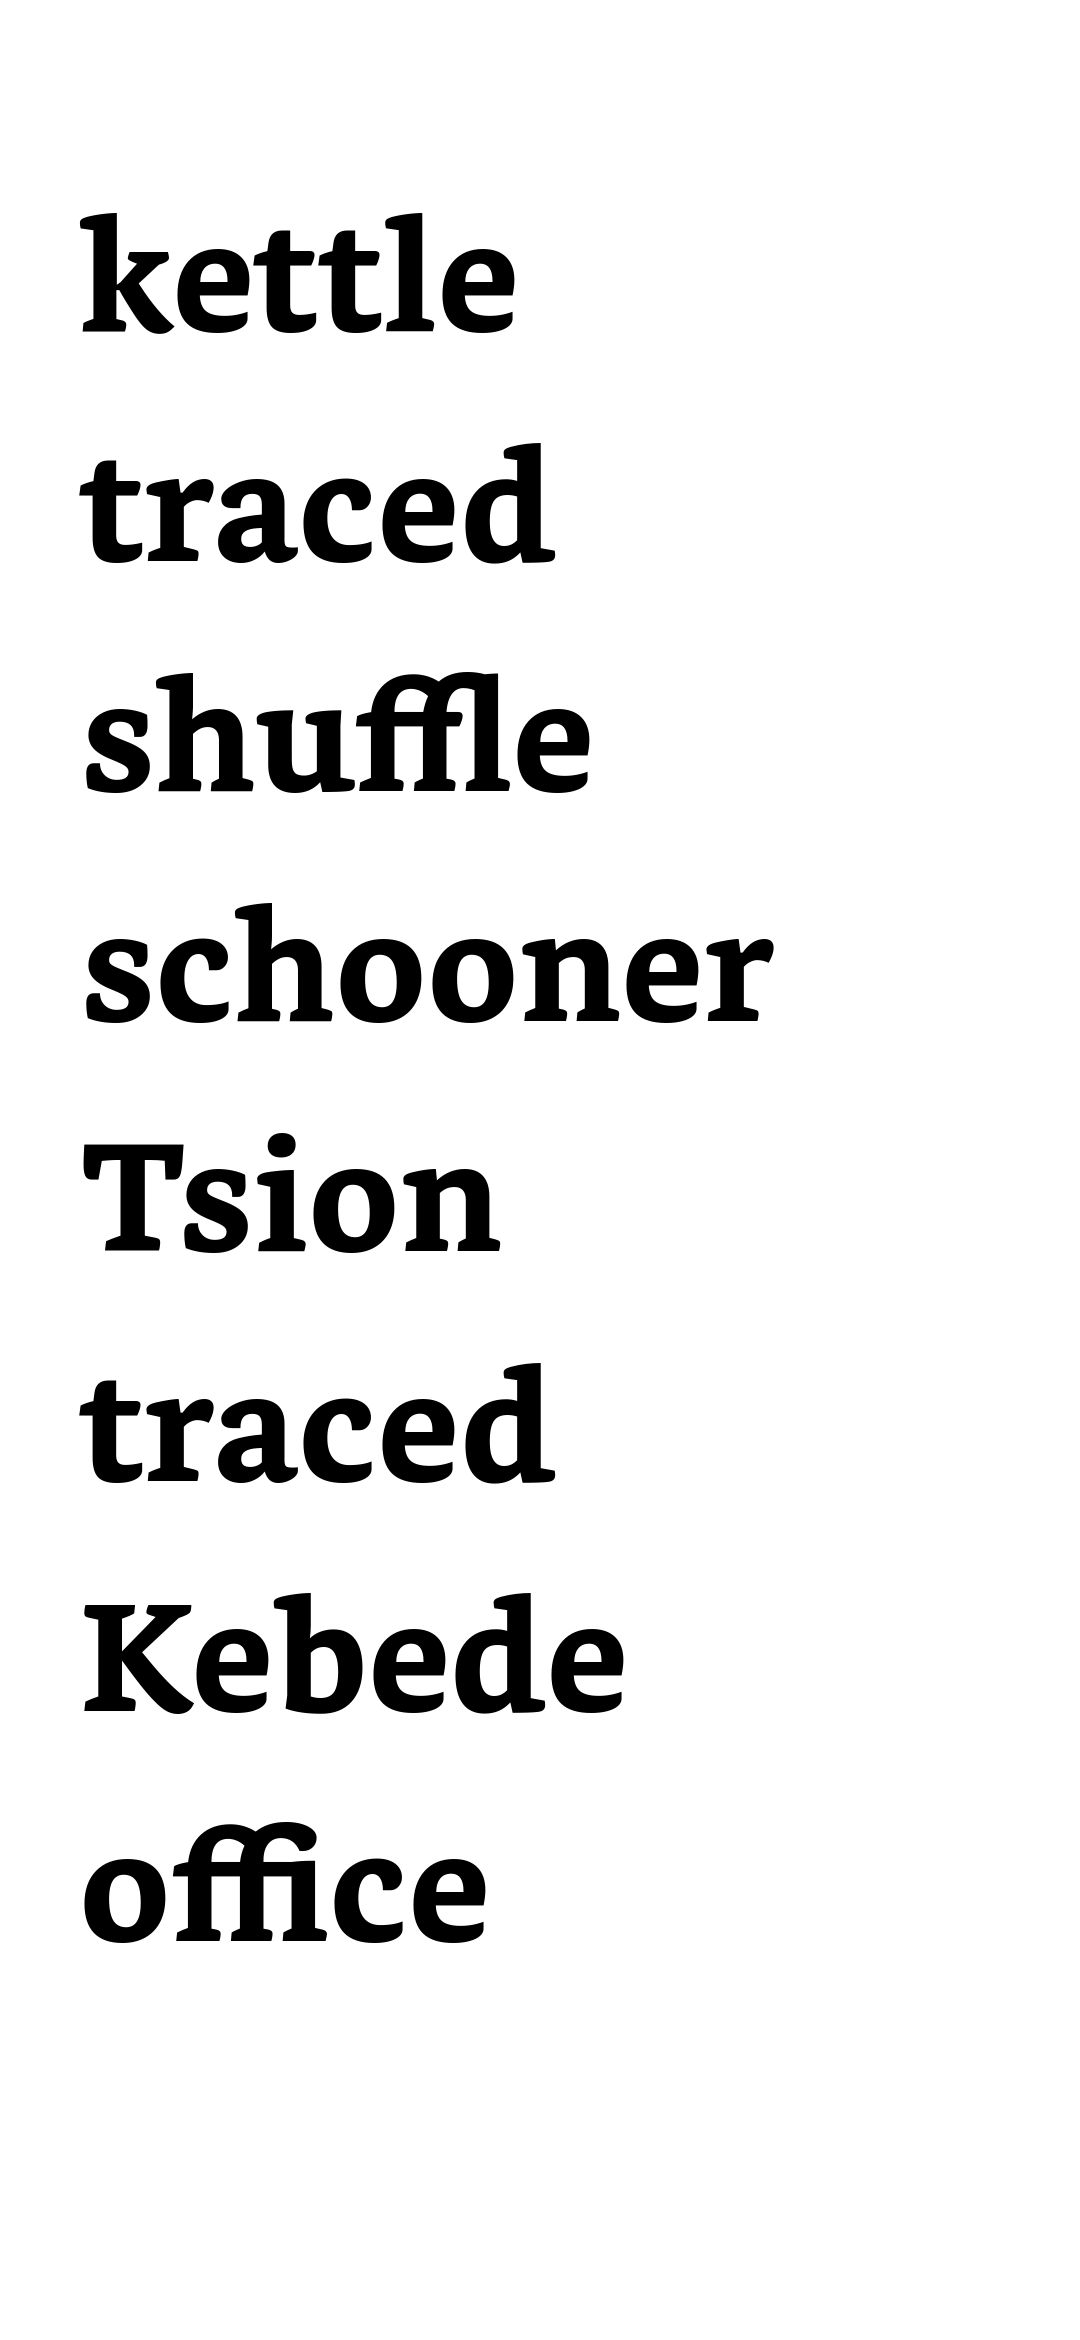 kettle
traced
shuffle
schooner
Tsion
traced
Kebede
office